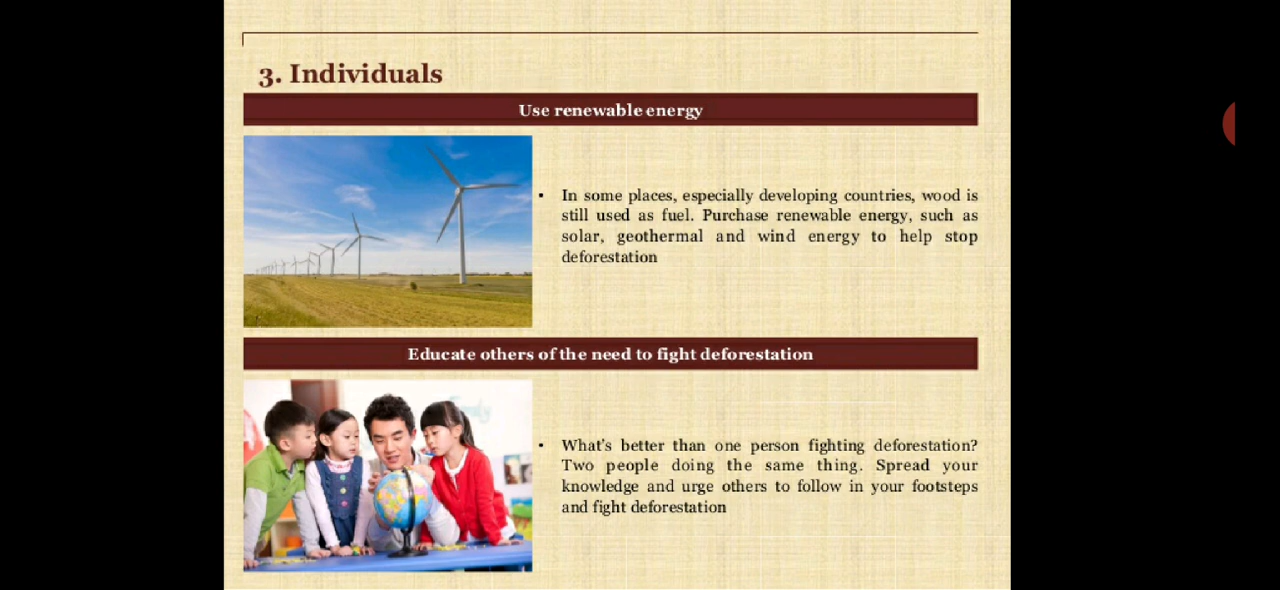 3. Individuals
Use renewable energy
• In some places, especially developing countries, wood is
still used as fuel. Purchase renewable energy, such as
solar, geothermal and wind energy to help stop
deforestation
Educate others of the need to fight deforestation
• What's better than one person fighting deforestation?
Two people doing the same thing. Spread your
knowledge and urge others to follow in your footsteps
and fight deforestation